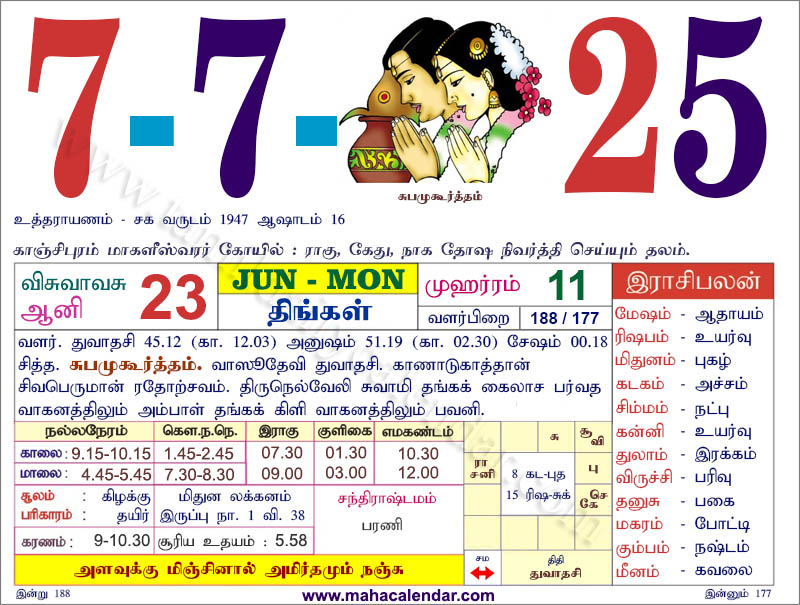 7-7-25
சுபமுகூர்த்தம்
உத்தராயணம் - சக வருடம் 1947 ஆஷாடம் 16
காஞ்சிபுரம் மாகளீஸ்வரர் கோயில் : ராகு, கேது, நாக தோஷ நிவர்த்தி செய்யும் தலம்.
விசுவாவசு
ஆனி 23
JUN - MON
திங்கள்
முஹர்ரம் 11
வளர்பிறை 188 / 177
வளர். துவாதசி 45.12 (கா. 12.03) அனுஷம் 51.19 (கா. 02.30) சேஷம் 00.18
சித்த. சுபமுகூர்த்தம். வாஸூதேவி துவாதசி. காணாடுகாத்தான்
சிவபெருமான் ரதோற்சவம். திருநெல்வேலி சுவாமி தங்கக் கைலாச பர்வத
வாகனத்திலும் அம்பாள் தங்கக் கிளி வாகனத்திலும் பவனி.
நல்லநேரம் கௌ.ந.நெ. இராகு குளிகை எமகண்டம்
காலை : 9.15-10.15 1.45-2.45 07.30 01.30 10.30
மாலை : 4.45-5.45 7.30-8.30 09.00 03.00 12.00
சூலம் : கிழக்கு மிதுன லக்கனம்
பரிகாரம் : தயிர் இருப்பு நா. 1 வி. 38
சந்திராஷ்டமம்
பரணி
கரணம் : 9-10.30 சூரிய உதயம் : 5.58
அளவுக்கு மிஞ்சினால் அமிர்தமும் நஞ்சு
சு
சூ
வி
ரா
சனி
8 கட-புத
15 ரிஷ-சுக்
பு
செ
கே
சம
திதி
துவாதசி
இராசிபலன்
மேஷம் - ஆதாயம்
ரிஷபம் - உயர்வு
மிதுனம் - புகழ்
கடகம் - அச்சம்
சிம்மம் - நட்பு
கன்னி - உயர்வு
துலாம் - இரக்கம்
விருச்சி - பரிவு
தனுசு - பகை
மகரம் - போட்டி
கும்பம் - நஷ்டம்
மீனம் - கவலை
இன்று 188
www.mahacalendar.com
இன்னும் 177